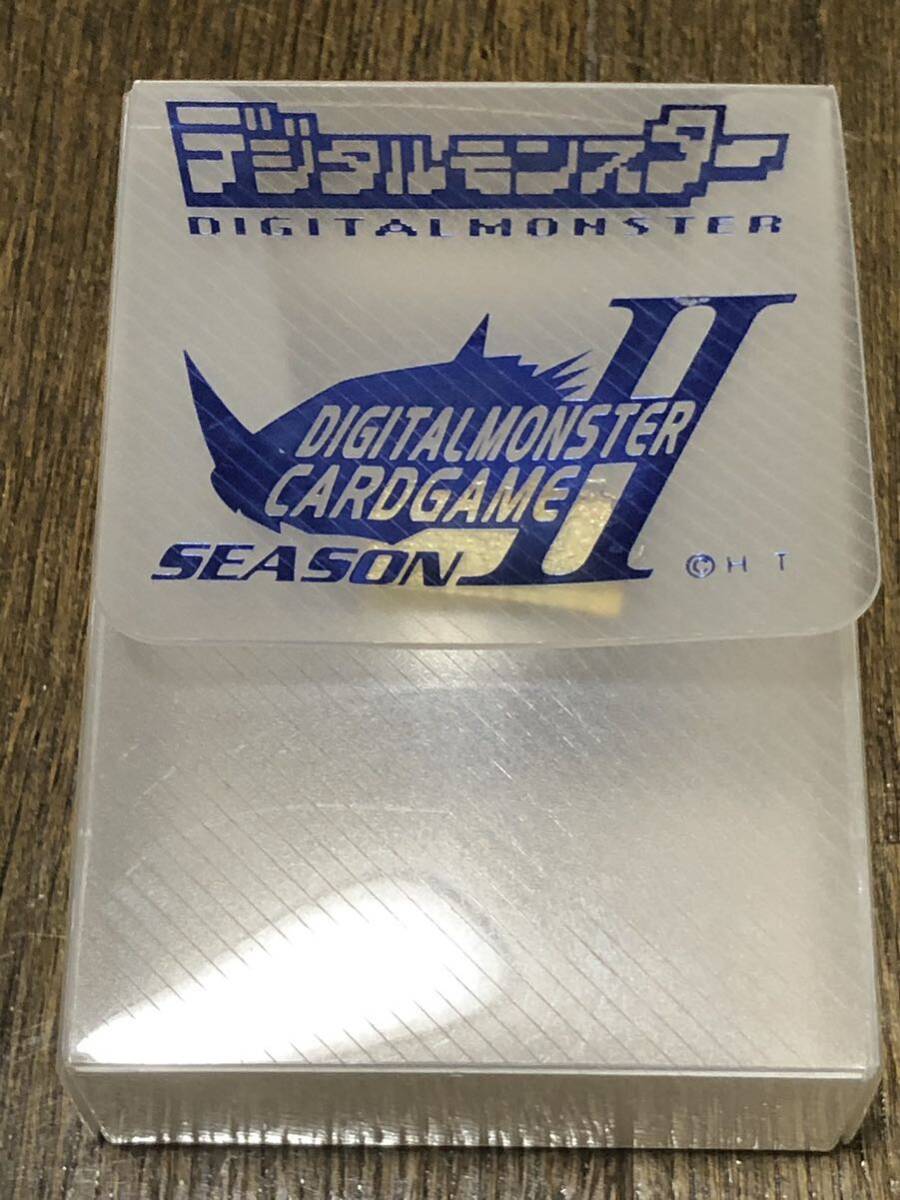 デジタルモンスター
DIGITALMONSTER
DIGITALMONSTER
CARDGAME
SEASON II
©H T